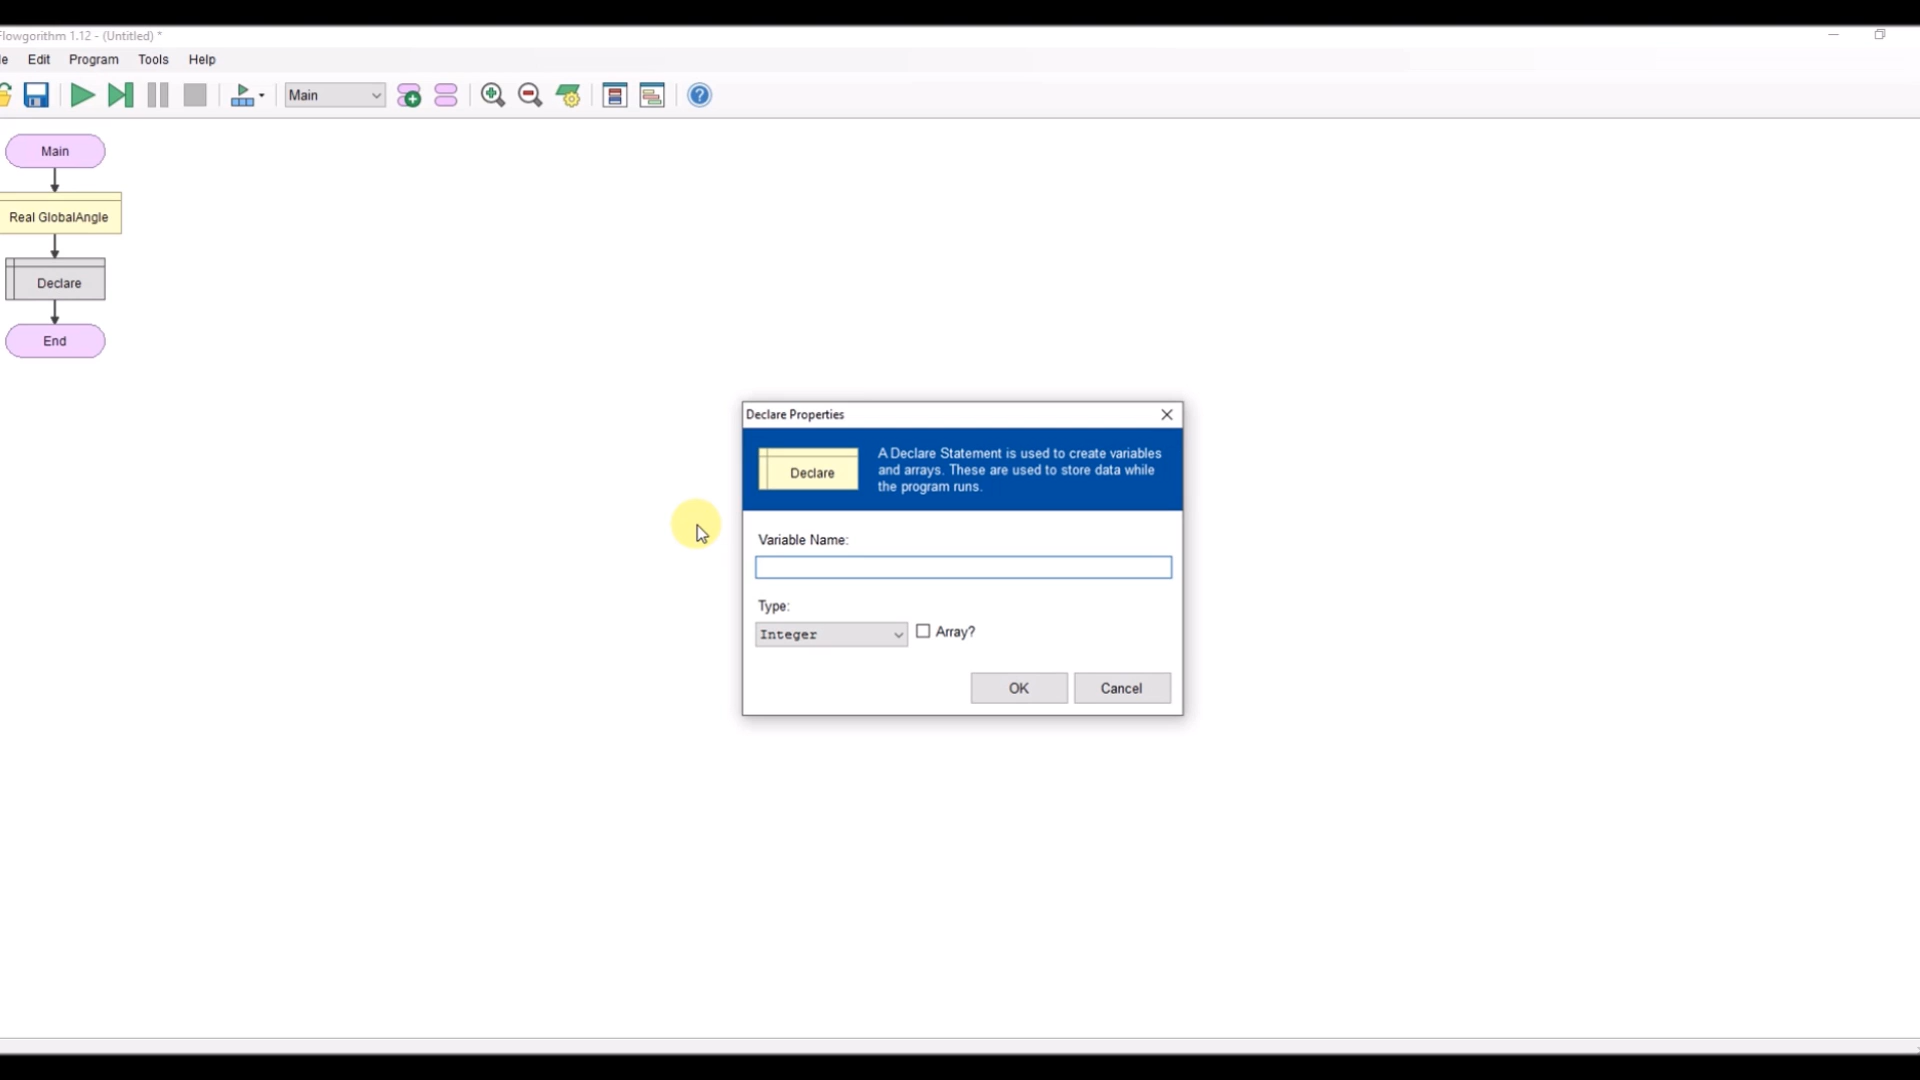 Flowgorithm 1.12 - (Untitled) *
Edit Program Tools Help
Main
Main
Real GlobalAngle
Declare
End
Declare Properties
Declare
A Declare Statement is used to create variables
and arrays. These are used to store data while
the program runs.
Variable Name:
Type:
Integer
Array?
OK
Cancel